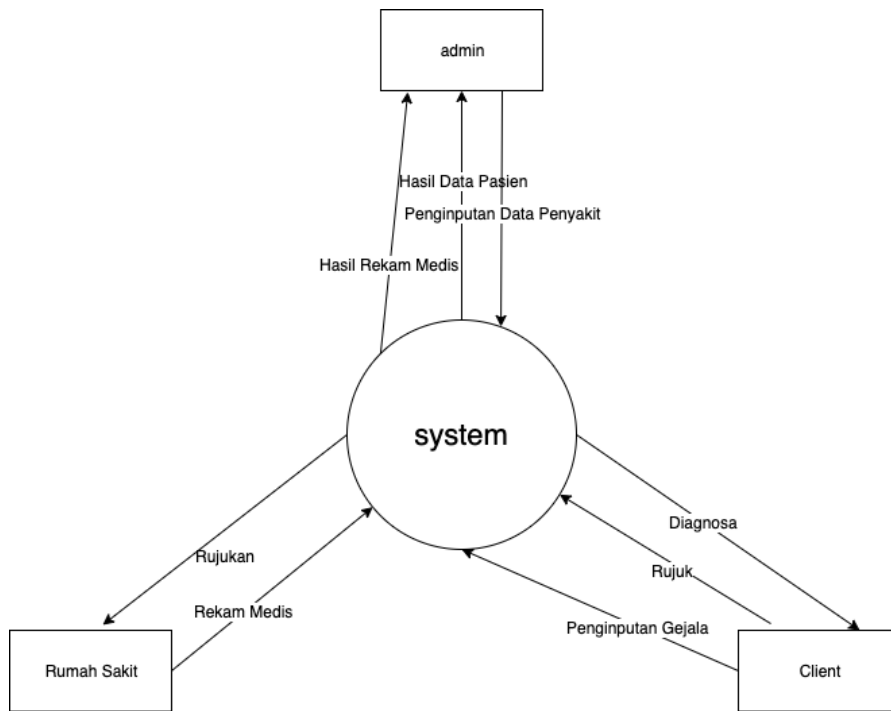 admin
Hasil Data Pasien
Penginputan Data Penyakit
Hasil Rekam Medis
system
Diagnosa
Rujukan
Rujuk
Rekam Medis
Penginputan Gejala
Rumah Sakit
Client